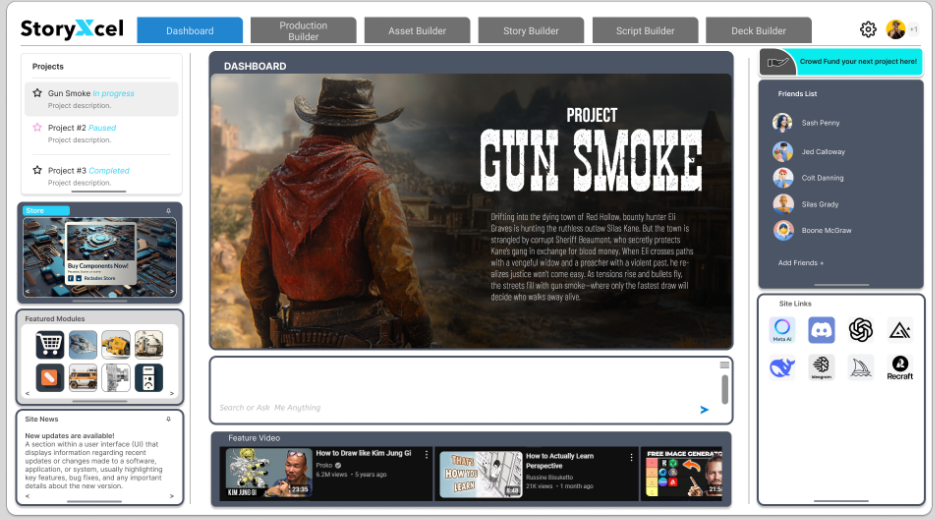 StoryXcel
Dashboard
Production
Builder
Asset Builder
Story Builder
Script Builder
Deck Builder
+1
Projects
Gun Smoke In progress
Project description.
Project #2 Paused
Project description.
Project #3 Completed
Project description.
Store
Buy Components Now!
Featured Modules
Site News
New updates are available!
A section within a user interface (UI) that
displays information regarding recent
updates or changes made to a software,
application, or system, usually highlighting
key features, bug fixes, and any important
details about the new version.
DASHBOARD
PROJECT
GUN SMOKE
Drifting into the dying town of Red Hollow, bounty hunter Eli
Graves is hunting the ruthless outlaw Silas Kane. But the town is
strangled by corrupt Sheriff Beaumont, who secretly protects
Kane's gang in exchange for blood money. When Eli crosses paths
with a vengeful widow and a preacher with a violent past, he re-
alizes justice won't come easy. As tensions rise and bullets fly,
the streets fill with gun smoke—where only the fastest draw will
decide who walks away alive.
Search or Ask Me Anything
Feature Video
KIM JUNG GI
23:35
How to Draw like Kim Jung Gi
Proko
6.2M views • 5 years ago
THAT'S
HOW YOU
LEARN
8:48
How to Actually Learn
Perspective
21K views • 1 month ago
FREE IMAGE GENERAT
Crowd Fund your next project here!
Friends List
Sash Penny
Jed Calloway
Colt Danning
Silas Grady
Boone McGraw
Add Friends +
Site Links
Meta AI
Ideogram
Recraft